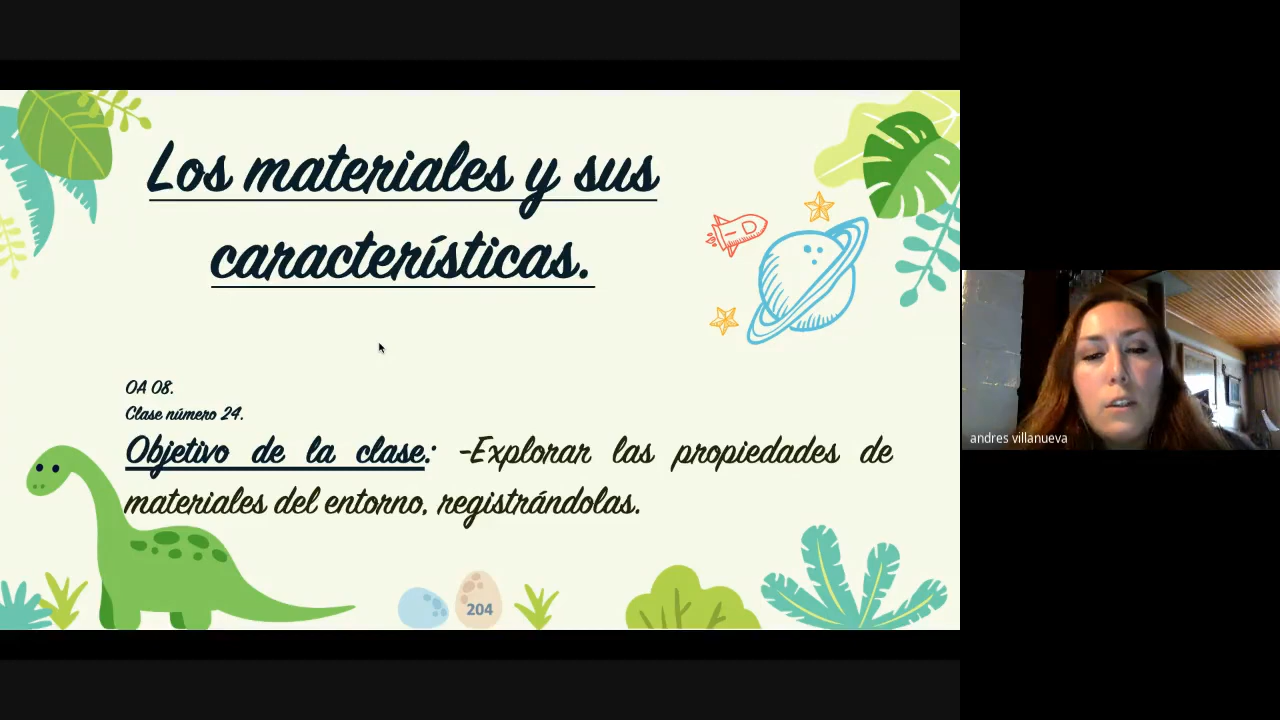 Los materiales y sus
características.
OA 08.
Clase número 24.
Objetivo de la clase: -Explorar las propiedades de
materiales del entorno, registrándolas.
204
andres villanueva